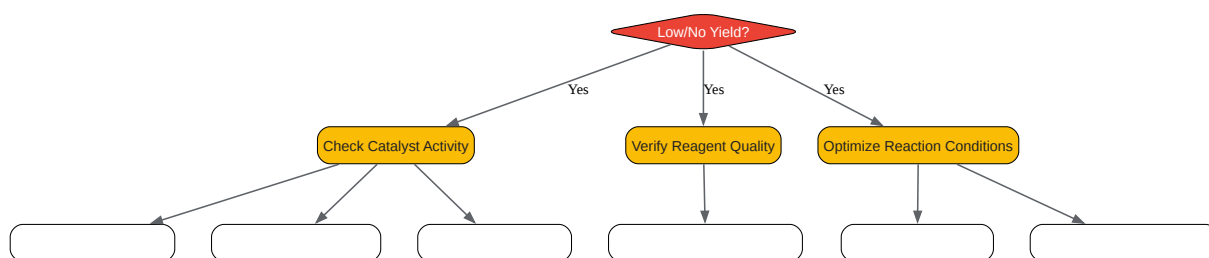 Low/No Yield?
Yes
Yes
Yes
Check Catalyst Activity
Verify Reagent Quality
Optimize Reaction Conditions